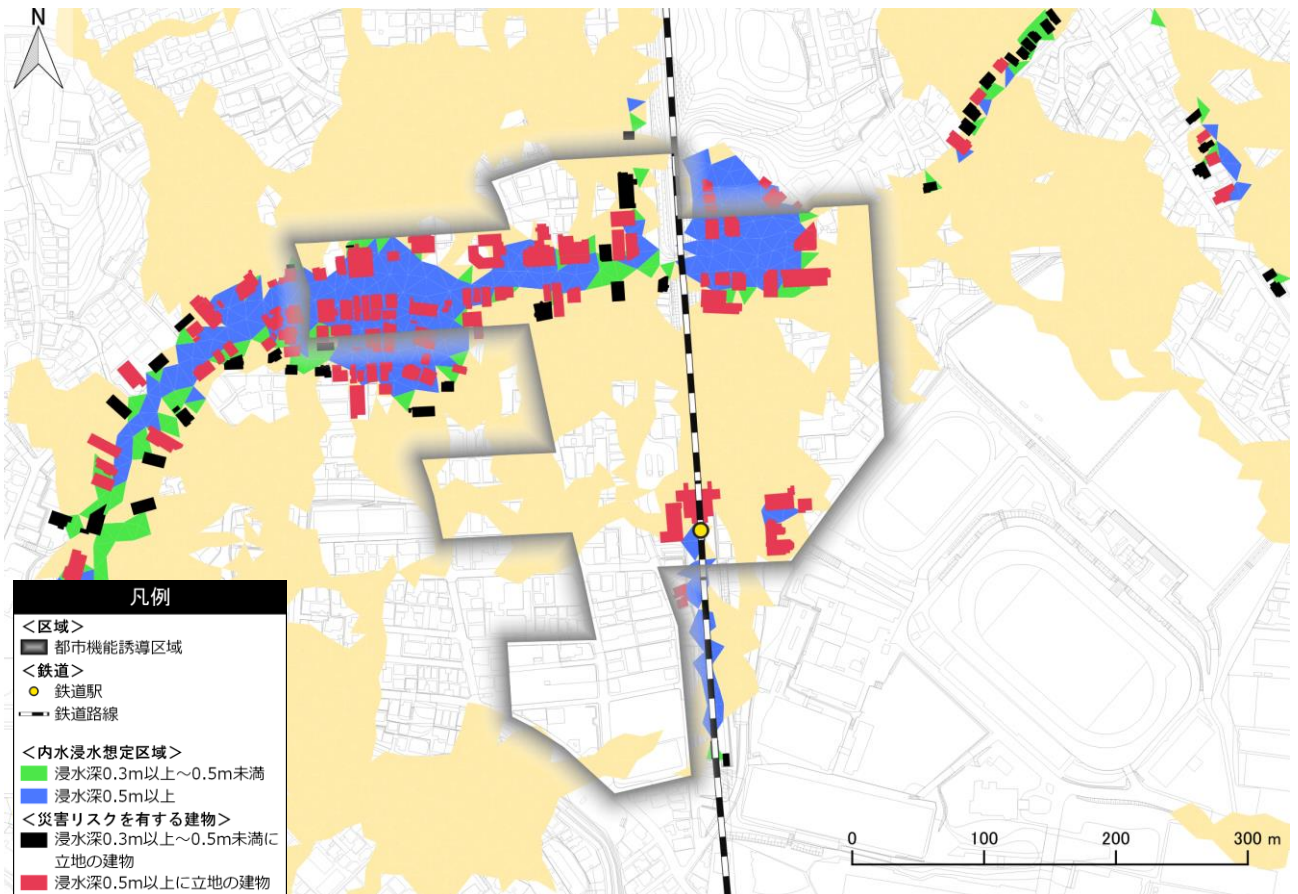 N
凡例
＜区域＞
都市機能誘導区域
＜鉄道＞
鉄道駅
鉄道路線
＜内水浸水想定区域＞
浸水深0.3m以上～0.5m未満
浸水深0.5m以上
＜災害リスクを有する建物＞
浸水深0.3m以上～0.5m未満に
立地の建物
浸水深0.5m以上に立地の建物
0 100 200 300 m